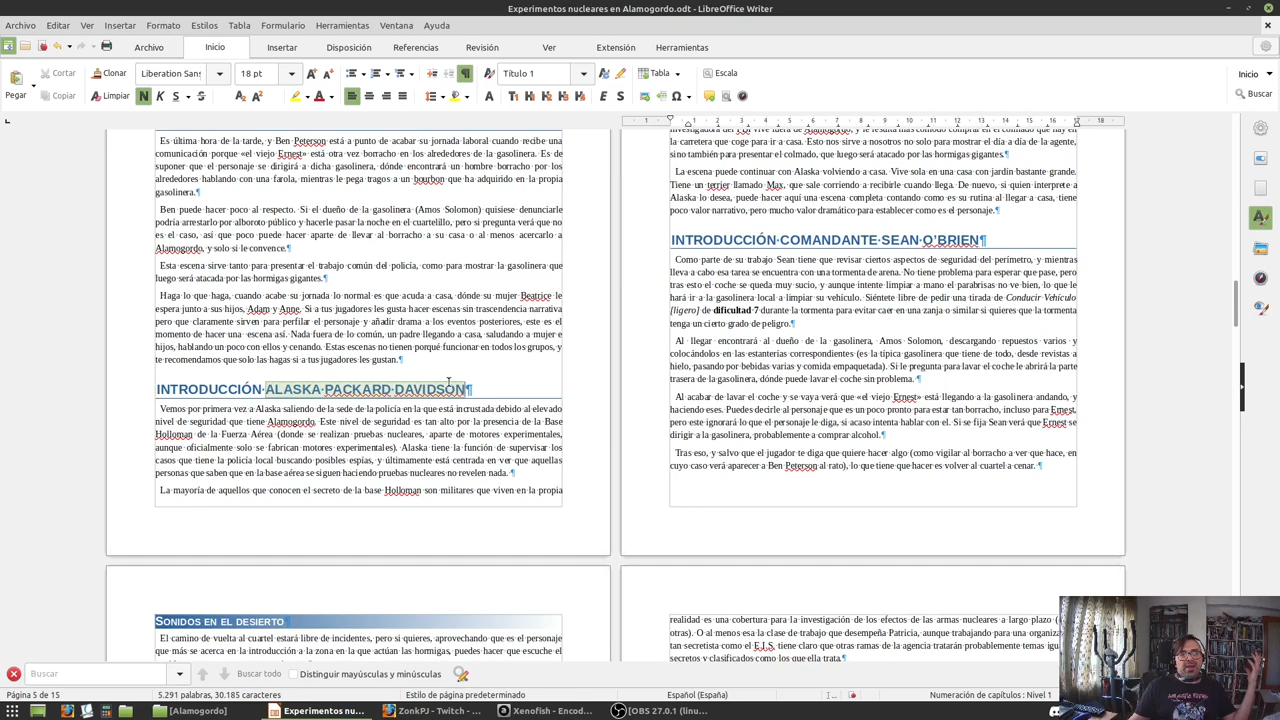 Experimentos nucleares en Alamogordo.odt - LibreOffice Writer
Archivo Editar Ver Insertar Formato Estilos Tabla Formulario Herramientas Ventana Ayuda
Archivo Inicio Insertar Disposición Referencias Revisión Ver Extensión Herramientas
Cortar Clonar Liberation Sans 18 pt Título 1 Tabla Escala Inicio
Pegar Copiar Limpiar Buscar
Es última hora de la tarde, y Ben Peterson está a punto de acabar su jornada laboral cuando recibe una
comunicación porque «el viejo Ernest» está otra vez borracho en los alrededores de la gasolinera. Es de
suponer que el personaje se dirigirá a dicha gasolinera, dónde encontrará un hombre borracho por los
alrededores hablando con una farola, mientras le pega tragos a un bourbon que ha adquirido en la propia
gasolinera.¶
Ben puede hacer poco al respecto. Si el dueño de la gasolinera (Amos Solomon) quisiese denunciarle
podría arrestarlo por alboroto público y hacerle pasar la noche en el cuartelillo, pero si pregunta verá que no
es el caso, así que poco puede hacer aparte de llevar al borracho a su casa o al menos acercarlo a
Alamogordo, y solo si le convence.¶
Esta escena sirve tanto para presentar el trabajo común del policía, como para mostrar la gasolinera que
luego será atacada por las hormigas gigantes.¶
Haga lo que haga, cuando acabe su jornada lo normal es que acuda a casa, dónde su mujer Beatrice le
espera junto a sus hijos, Adam y Anne. Si a tus jugadores les gusta hacer escenas sin trascendencia narrativa
pero que claramente sirven para perfilar el personaje y añadir drama a los eventos posteriores, este es el
momento de hacer una escena así. Nada fuera de lo común, un padre llegando a casa, saludando a mujer e
hijos, hablando un poco con ellos y cenando. Estas escenas no tienen porqué funcionar en todos los grupos, y
te recomendamos que solo las hagas si a tus jugadores les gustan.¶
INTRODUCCIÓN·ALASKA·PACKARD·DAVIDSON¶
Vemos por primera vez a Alaska saliendo de la sede de la policía en la que está incrustada debido al elevado
nivel de seguridad que tiene Alamogordo. Este nivel de seguridad es tan alto por la presencia de la Base
Holloman de la Fuerza Aérea (donde se realizan pruebas nucleares, aparte de motores experimentales,
aunque oficialmente solo se fabrican motores experimentales). Alaska tiene la función de supervisar los
casos que tiene la policía local buscando posibles espías, y últimamente está centrada en ver que aquellas
personas que saben que en la base aérea se siguen haciendo pruebas nucleares no revelen nada. ¶
La mayoría de aquellos que conocen el secreto de la base Holloman son militares que viven en la propia
la carretera que coge para ir a casa. Esto nos sirve a nosotros no solo para mostrar el día a día de la agente,
sino también para presentar el colmado, que luego será atacado por las hormigas gigantes.¶
La escena puede continuar con Alaska volviendo a casa. Vive sola en una casa con jardín bastante grande.
Tiene un terrier llamado Max, que sale corriendo a recibirle cuando llega. De nuevo, si quien interprete a
Alaska lo desea, puede hacer aquí una escena completa contando como es su rutina al llegar a casa, tiene
poco valor narrativo, pero mucho valor dramático para establecer como es el personaje.¶
INTRODUCCIÓN·COMANDANTE·SEAN·O'BRIEN¶
Como parte de su trabajo Sean tiene que revisar ciertos aspectos de seguridad del perímetro, y mientras
lleva a cabo esa tarea se encuentra con una tormenta de arena. No tiene problema para esperar que pase, pero
tras esto el coche se queda muy sucio, y aunque intente limpiar a mano el parabrisas no ve bien, lo que le
hará ir a la gasolinera local a limpiar su vehículo. Siéntete libre de pedir una tirada de Conducir Vehículo
[ligero] de dificultad 7 durante la tormenta para evitar caer en una zanja o similar si quieres que la tormenta
tenga un cierto grado de peligro.¶
Al llegar encontrará al dueño de la gasolinera, Amos Solomon, descargando repuestos varios y
colocándolos en las estanterías correspondientes (es la típica gasolinera que tiene de todo, desde revistas a
hielo, pasando por bebidas varias y comida empaquetada). Si pregunta por lavar el coche le abrirá la parte
trasera de la gasolinera, dónde puede lavar el coche sin problema. ¶
Al acabar de lavar el coche y se vaya verá que «el viejo Ernest» está llegando a la gasolinera andando, y
haciendo eses. Puedes decirle al personaje que es un poco pronto para estar tan borracho, incluso para Ernest,
pero este ignorará lo que el personaje le diga, si acaso intenta hablar con él. Si se fija Sean verá que Ernest se
dirigir a la gasolinera, probablemente a comprar alcohol.¶
Tras eso, y salvo que el jugador te diga que quiere hacer algo (como vigilar al borracho a ver que hace, en
cuyo caso verá aparecer a Ben Peterson al rato), lo que tiene que hacer es volver al cuartel a cenar. ¶
SONIDOS EN EL DESIERTO¶
El camino de vuelta al cuartel estará libre de incidentes, pero si quieres, aprovechando que es el personaje
que más se acerca en la introducción a la zona en la que actúan las hormigas, puedes hacer que escuche el
realidad es una cobertura para la investigación de los efectos de las armas nucleares a largo plazo (
otras). O al menos esa la clase de trabajo que desempeña Patricia, aunque trabajando para una organiza
tan secretista como el E.I.S. tiene claro que otras ramas de la agencia tratarán probablemente temas igu
secretos y clasificados como los que ella trata.¶
Buscar Buscar todo Distinguir mayúsculas y minúsculas
Página 5 de 15 5.291 palabras, 30.185 caracteres Estilo de página predeterminado Español (España) Numeración de capítulos: Nivel 1
[Alamogordo] Experimentos nu... ZonkPJ - Twitch - ... Xenofish – Encod... [OBS 27.0.1 (linu...